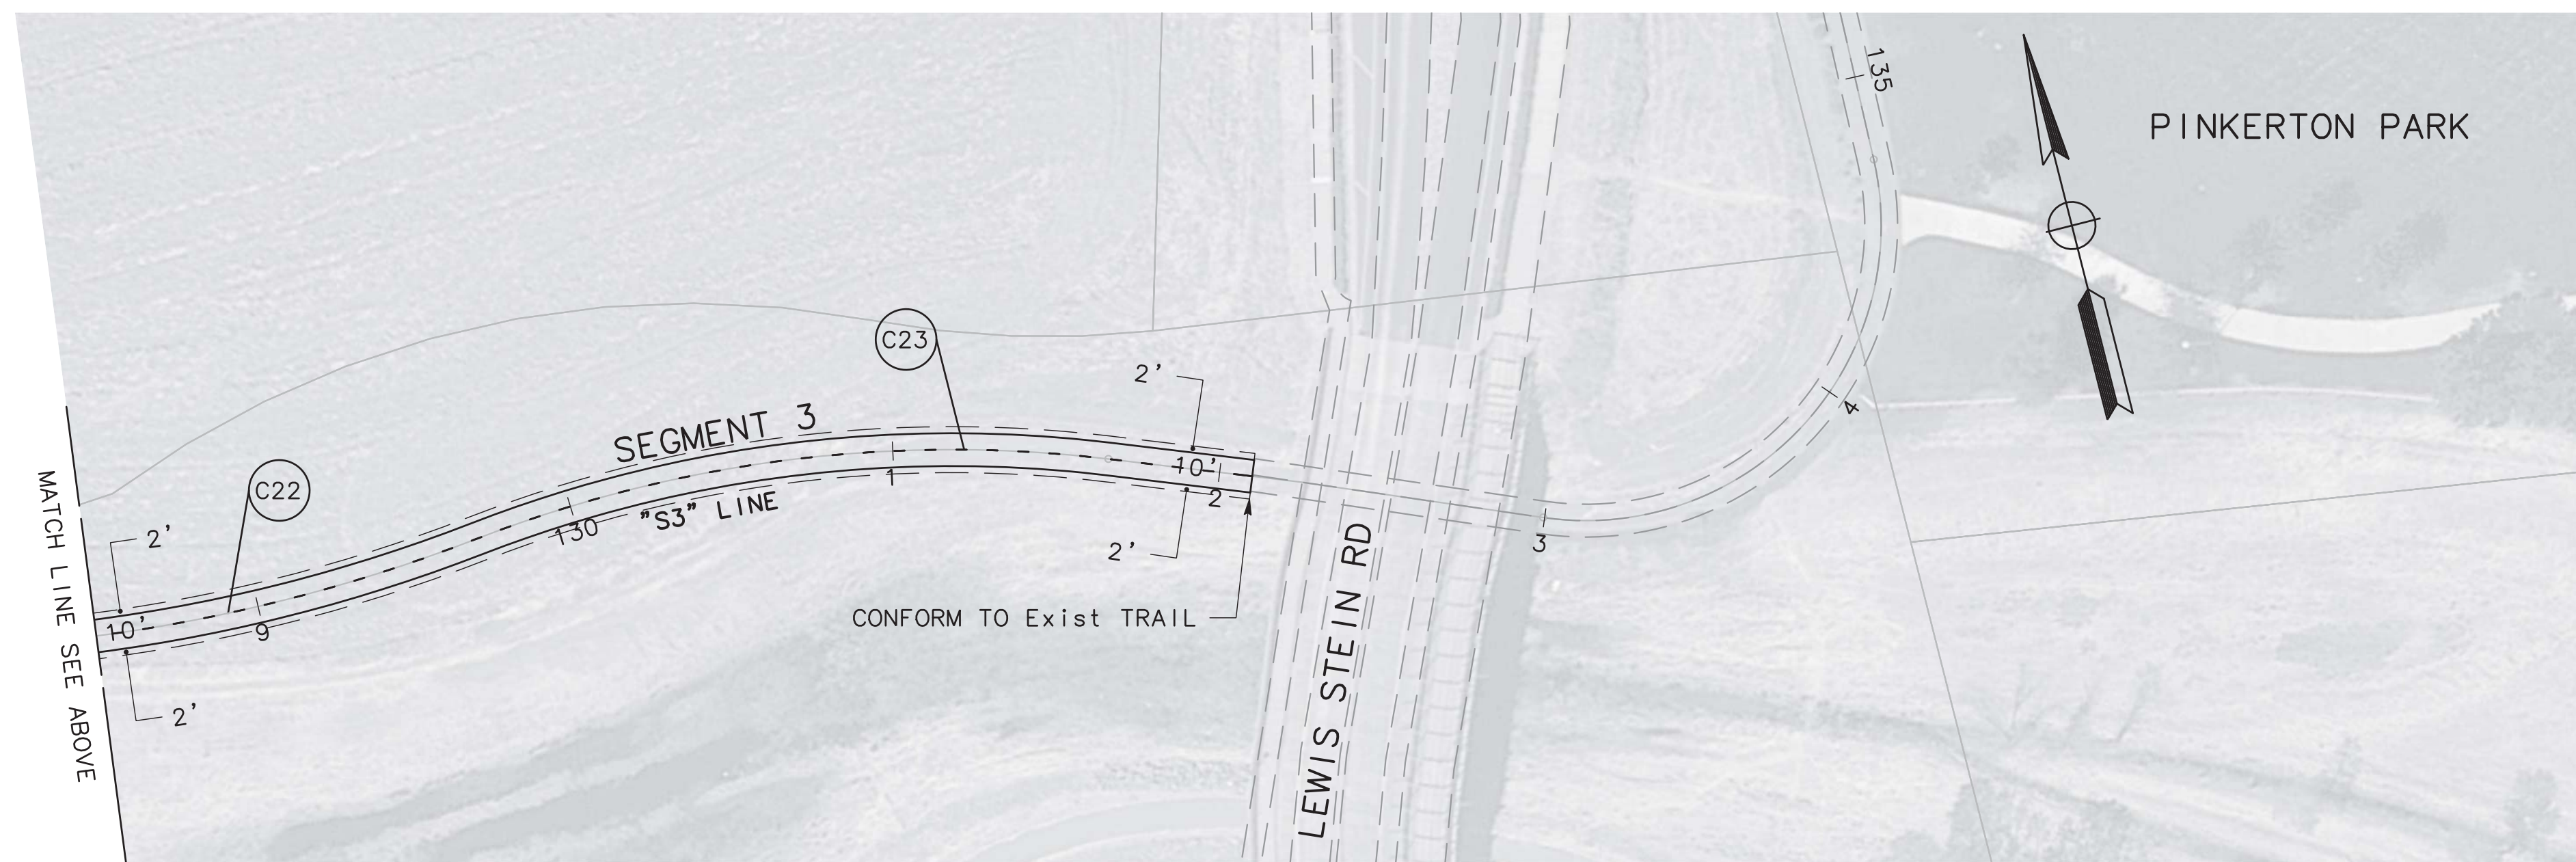 135
PINKERTON PARK
C23
2'
SEGMENT 3
4
10'
C22
1
2
MATCH LINE SEE ABOVE
"S3" LINE
130
2'
3
2'
CONFORM TO Exist TRAIL
10'
9
2'
LEWIS STEIN RD